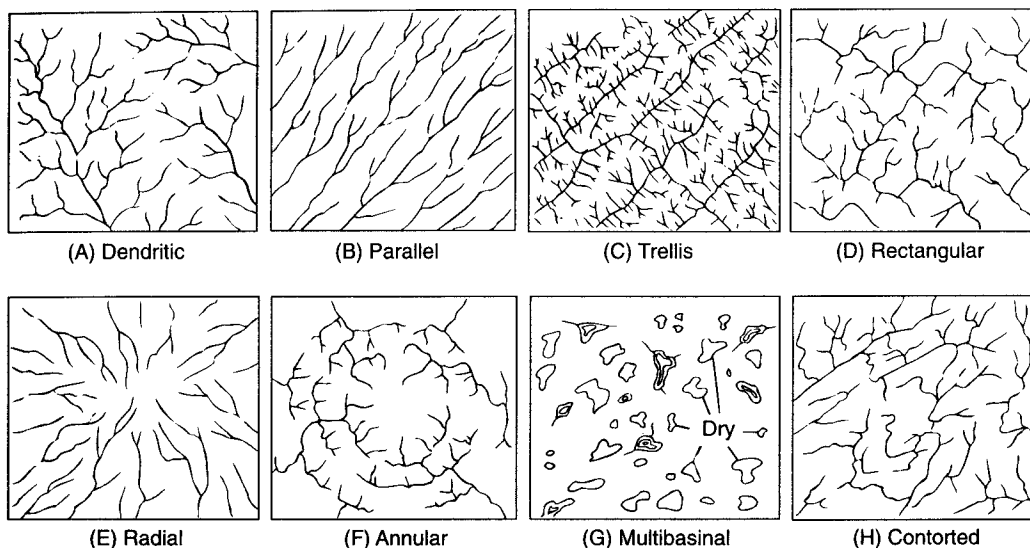 (A) Dendritic
(B) Parallel
(C) Trellis
(D) Rectangular
Dry
(E) Radial
(F) Annular
(G) Multibasinal
(H) Contorted